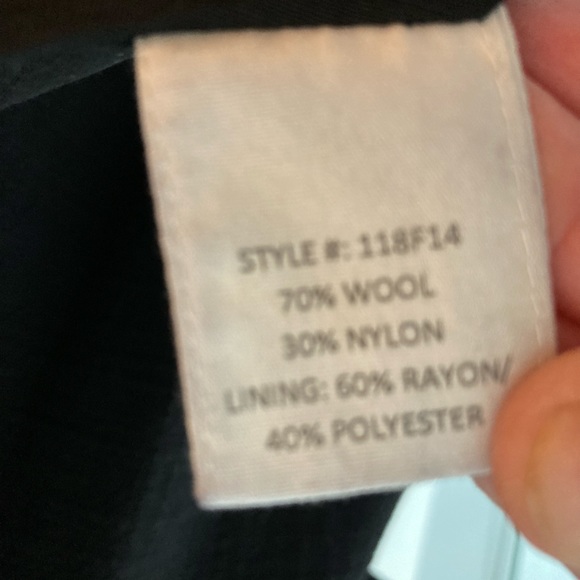 STYLE #: 118F14
70% WOOL
30% NYLON
LINING: 60% RAYON/
40% POLYESTER